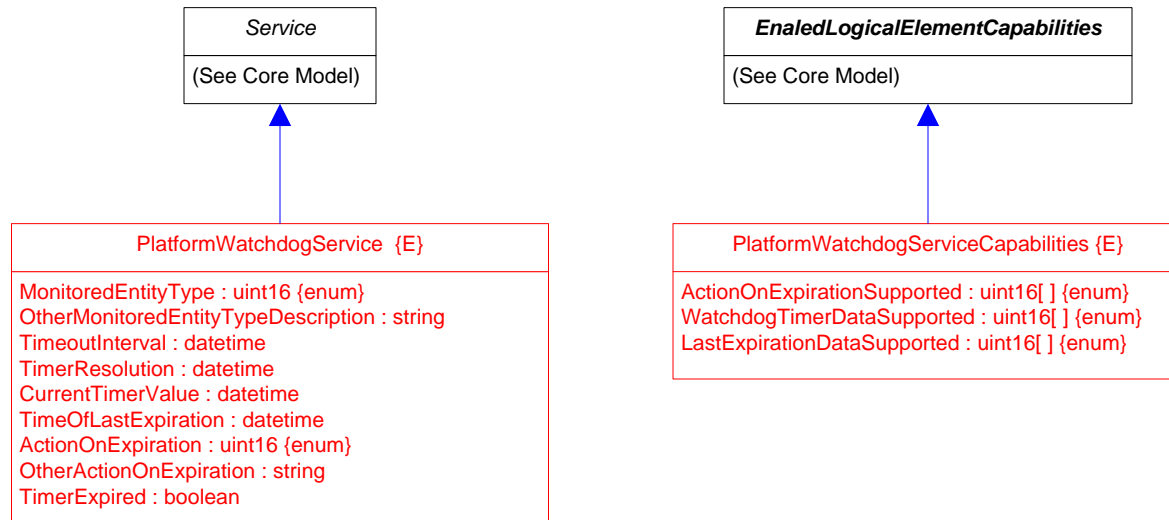 Service
(See Core Model)
EnaledLogicalElementCapabilities
(See Core Model)
PlatformWatchdogService {E}
MonitoredEntityType : uint16 {enum}
OtherMonitoredEntityTypeDescription : string
TimeoutInterval : datetime
TimerResolution : datetime
CurrentTimerValue : datetime
TimeOfLastExpiration : datetime
ActionOnExpiration : uint16 {enum}
OtherActionOnExpiration : string
TimerExpired : boolean
PlatformWatchdogServiceCapabilities {E}
ActionOnExpirationSupported : uint16[ ] {enum}
WatchdogTimerDataSupported : uint16[ ] {enum}
LastExpirationDataSupported : uint16[ ] {enum}